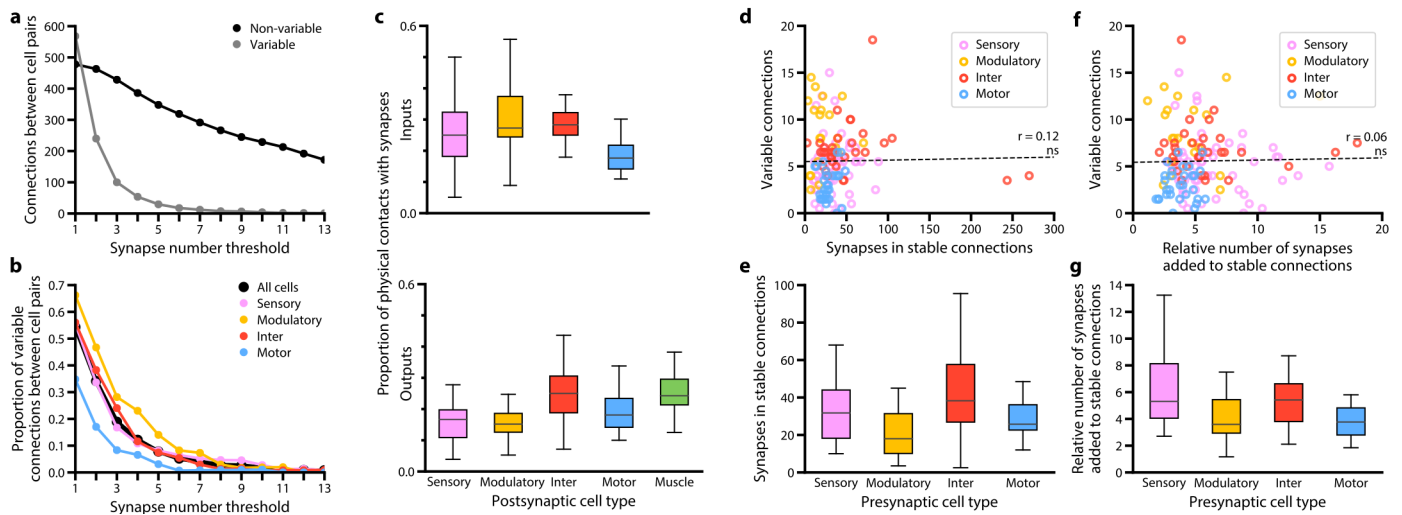 a
600
500
400
300
200
100
0
Connections between cell pairs
Non-variable
Variable
1
3
5
7
9
11
13
Synapse number threshold
b
0.7
0.6
0.5
0.4
0.3
0.2
0.1
0.0
Proportion of variable
connections between cell pairs
All cells
Sensory
Modulatory
Inter
Motor
1
3
5
7
9
11
13
Synapse number threshold
c
Proportion of physical contacts with synapses
Inputs
0.6
0.0
Outputs
0.6
0.0
Sensory
Modulatory
Inter
Motor
Muscle
Postsynaptic cell type
d
20
15
10
5
0
Variable connections
Sensory
Modulatory
Inter
Motor
r = 0.12
ns
0
50
100
150
200
250
300
Synapses in stable connections
e
100
80
60
40
20
0
Synapses in stable connections
Sensory
Modulatory
Inter
Motor
Presynaptic cell type
f
20
15
10
5
0
Variable connections
Sensory
Modulatory
Inter
Motor
r = 0.06
ns
0
5
10
15
20
Relative number of synapses
added to stable connections
g
14
12
10
8
6
4
2
0
Relative number of synapses
added to stable connections
Sensory
Modulatory
Inter
Motor
Presynaptic cell type